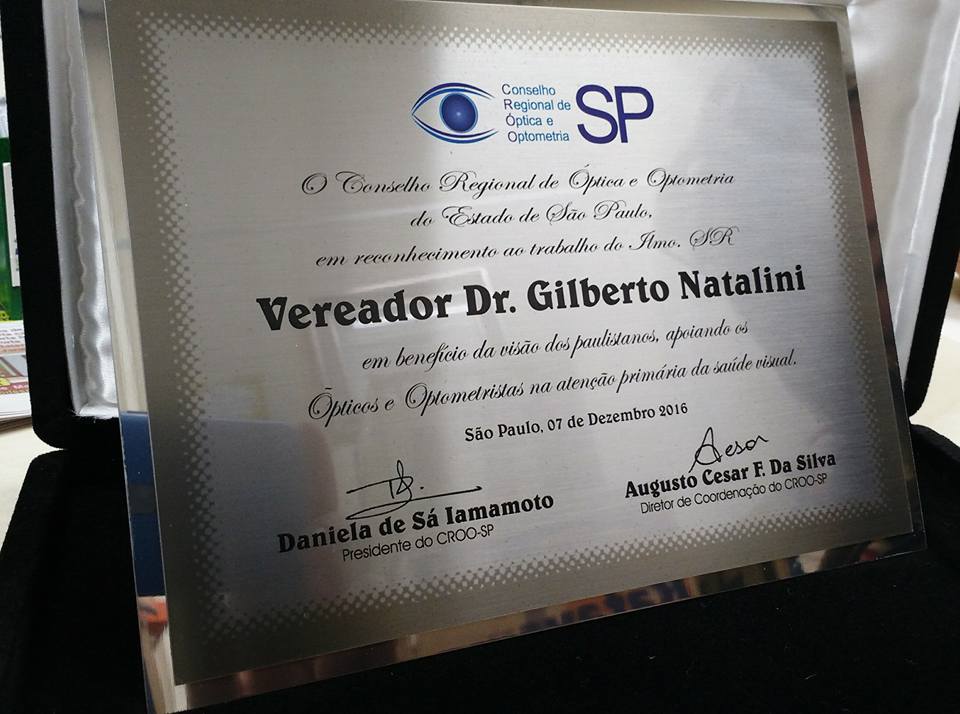 Conselho
Regional de
Óptica e
Optometria
SP
O Conselho Regional de Óptica e Optometria
do Estado de São Paulo,
em reconhecimento ao trabalho do Ilmo. SR
Vereador Dr. Gilberto Natalini
em benefício da visão dos paulistanos, apoiando os
Ópticos e Optometristas na atenção primária da saúde visual.
São Paulo, 07 de Dezembro 2016
Aesar
Daniela de Sá Iamamoto
Presidente do CROO-SP
Augusto Cesar F. Da Silva
Diretor de Coordenação do CROO-SP